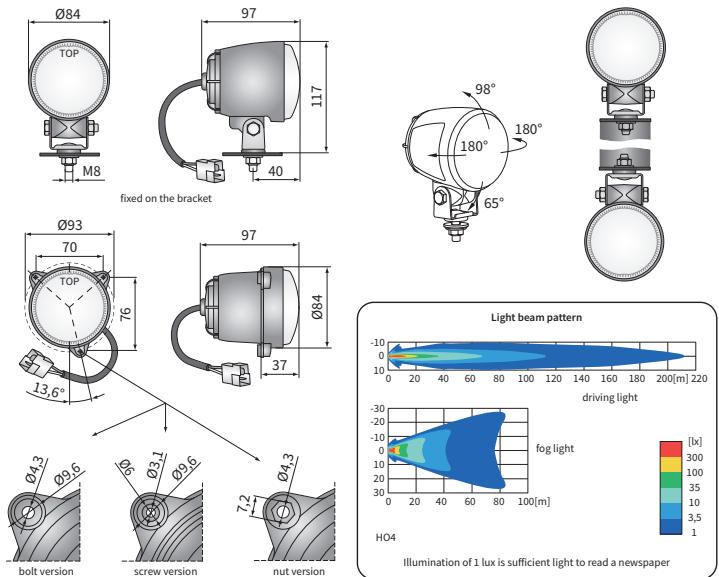 Ø84
97
TOP
117
M8
40
fixed on the bracket
98°
180°
180°
65°
Ø93
70
TOP
76
13,6°
97
Ø84
37
Ø4,3
Ø9,6
bolt version
Ø6
Ø3,1
Ø9,6
screw version
Ø4,3
7,2
nut version
Light beam pattern
-10
0
10
0 20 40 60 80 100 120 140 160 180 200[m] 220
driving light
-30
-20
-10
0
10
20
30
0 20 40 60 80 100[m]
fog light
[lx]
300
100
35
10
3,5
1
HO4
Illumination of 1 lux is sufficient light to read a newspaper